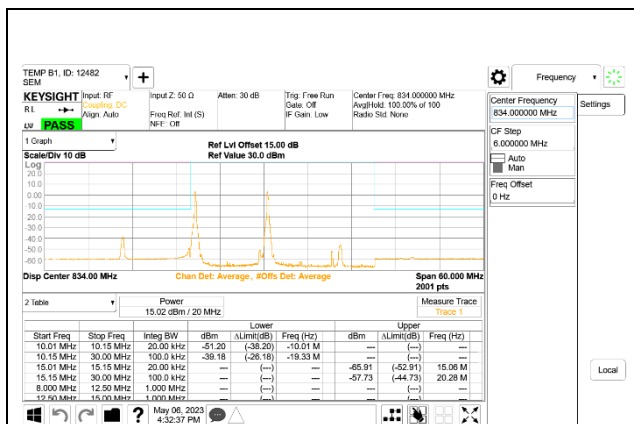 TEMP B1, ID: 12482
SEM
Frequency
KEYSIGHT Input: RF Input Z: 50 Ω Atten: 30 dB Trig: Free Run Center Freq: 834.000000 MHz
RL Coupling: DC Gate: Off Avg|Hold: 100.00% of 100
Align: Auto Freq Ref: Int (S) IF Gain: Low Radio Std: None
PASS NFE: Off
Center Frequency
834.000000 MHz
Settings
CF Step
6.000000 MHz
Auto
Man
Freq Offset
0 Hz
1 Graph
Ref Lvl Offset 15.00 dB
Scale/Div 10 dB Ref Value 30.0 dBm
Log
20.0
10.0
0.00
-10.0
-20.0
-30.0
-40.0
-50.0
-60.0
Disp Center 834.00 MHz Chan Det: Average, #Offs Det: Average Span 60.000 MHz
2001 pts
2 Table Power Measure Trace
15.02 dBm / 20 MHz Trace 1
Lower Upper
Start Freq Stop Freq Integ BW dBm ΔLimit(dB) Freq (Hz) dBm ΔLimit(dB) Freq (Hz)
10.01 MHz 10.15 MHz 20.00 kHz -51.20 (-38.20) -10.01 M --- (---) ---
10.15 MHz 30.00 MHz 100.0 kHz -39.18 (-26.18) -19.33 M --- (---) ---
15.01 MHz 15.15 MHz 20.00 kHz --- (---) --- -65.91 (-52.91) 15.06 M
15.15 MHz 30.00 MHz 100.0 kHz --- (---) --- -57.73 (-44.73) 20.28 M
8.000 MHz 12.50 MHz 1.000 MHz --- (---) --- --- (---) ---
12.50 MHz 15.00 MHz 1.000 MHz --- (---) --- --- (---) ---
Local
? May 06, 2023
4:32:37 PM